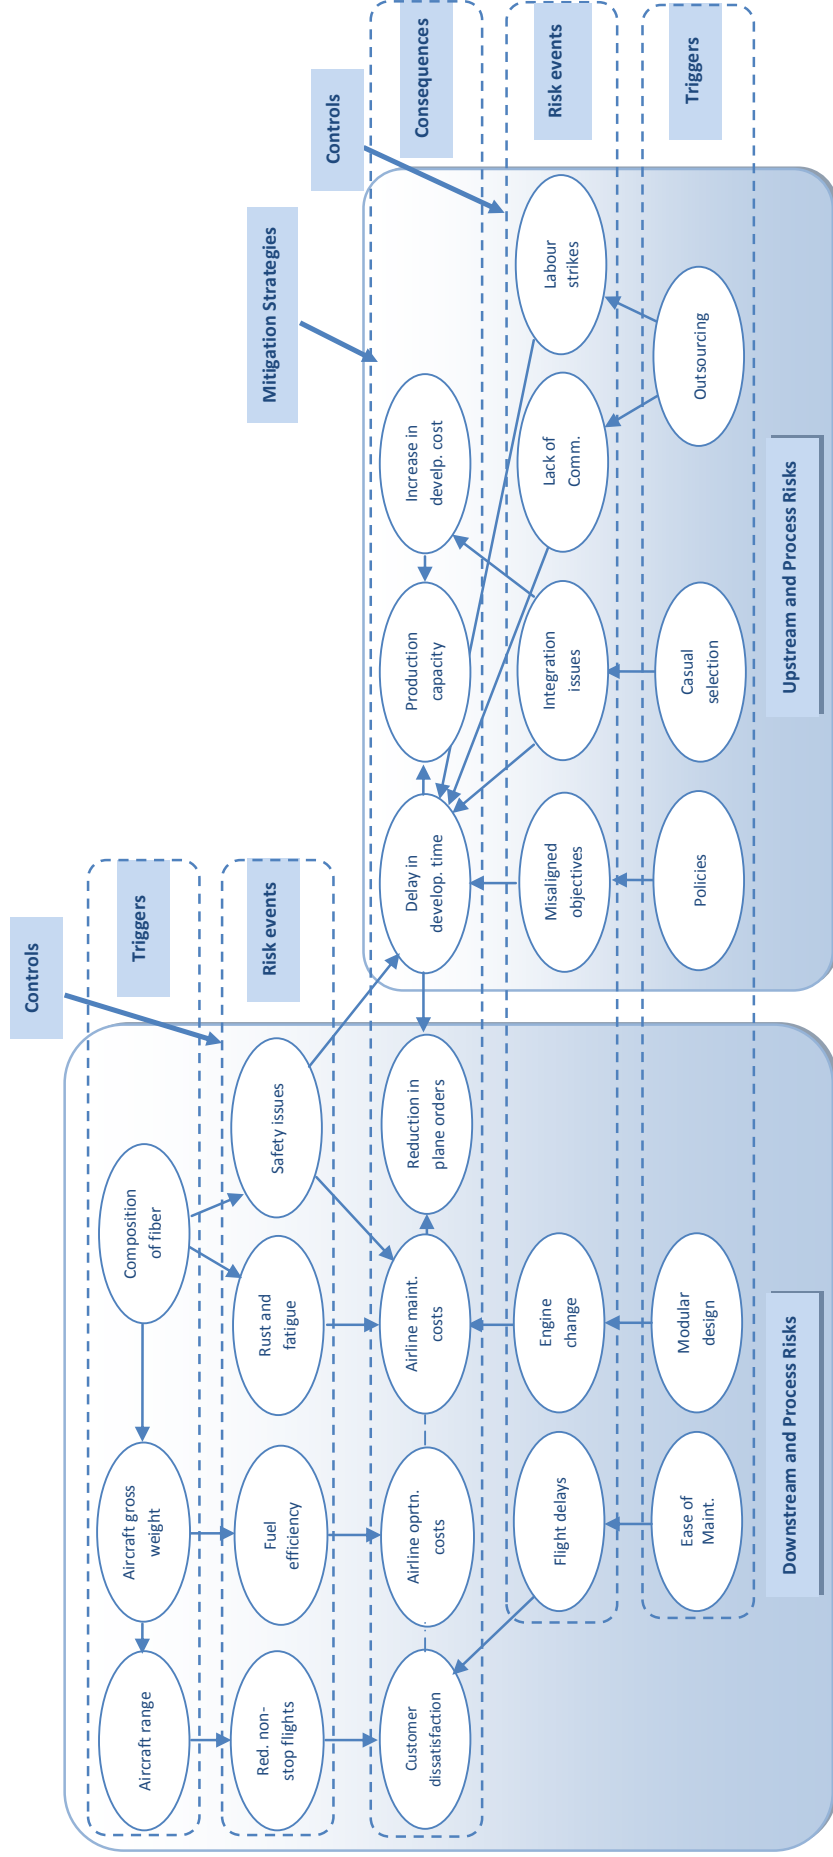 Controls
Triggers
Aircraft range
Aircraft gross
weight
Composition
of fiber
Risk events
Red. non-
stop flights
Fuel
efficiency
Rust and
fatigue
Safety issues
Mitigation Strategies
Controls
Consequences
Customer
dissatisfaction
Airline oprtn.
costs
Airline maint.
costs
Reduction in
plane orders
Delay in
develop. time
Production
capacity
Increase in
develp. cost
Risk events
Flight delays
Engine
change
Misaligned
objectives
Integration
issues
Lack of
Comm.
Labour
strikes
Triggers
Ease of
Maint.
Modular
design
Policies
Casual
selection
Outsourcing
Downstream and Process Risks
Upstream and Process Risks